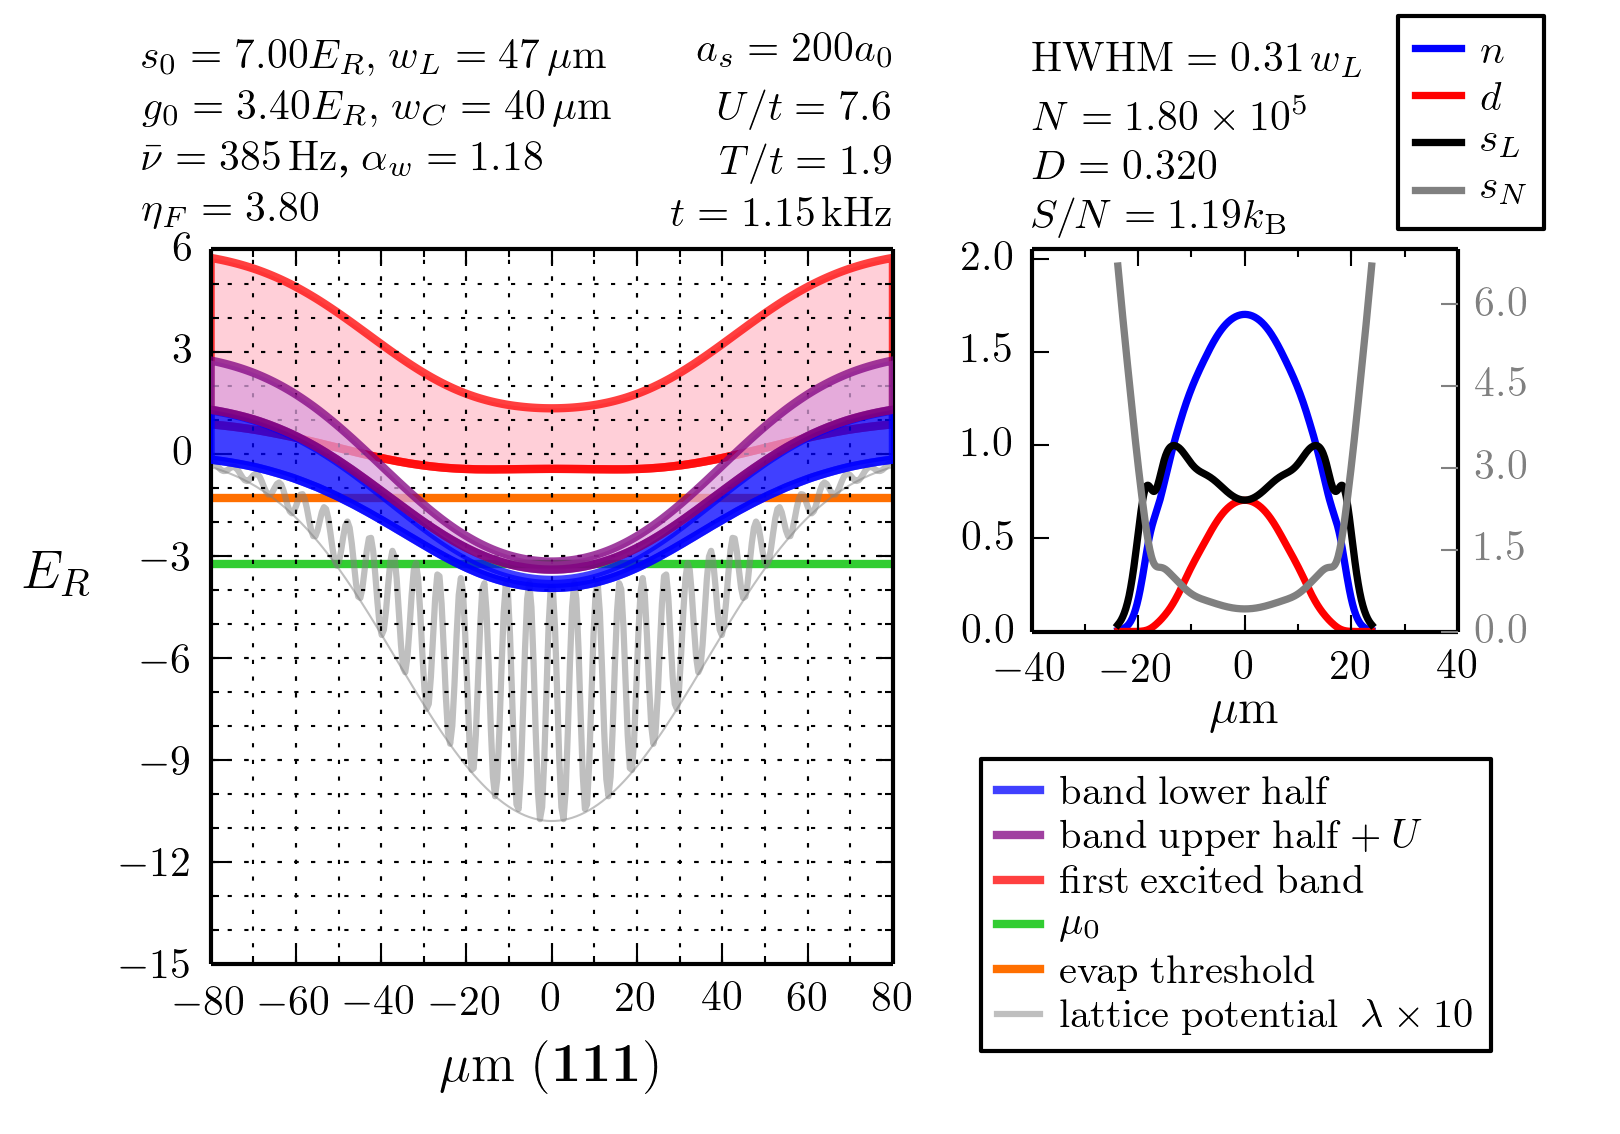 s₀ = 7.00E_R, w_L = 47 μm
g₀ = 3.40E_R, w_C = 40 μm
ν̄ = 385 Hz, α_w = 1.18
η_F = 3.80
a_s = 200a₀
U/t = 7.6
T/t = 1.9
t = 1.15 kHz
HWHM = 0.31 w_L
N = 1.80 × 10⁵
D = 0.320
S/N = 1.19k_B
n
d
s_L
s_N
6
3
0
−3
−6
−9
−12
−15
E_R
−80 −60 −40 −20 0 20 40 60 80
μm (111)
2.0
1.5
1.0
0.5
0.0
6.0
4.5
3.0
1.5
0.0
−40 −20 0 20 40
μm
band lower half
band upper half + U
first excited band
μ₀
evap threshold
lattice potential λ × 10